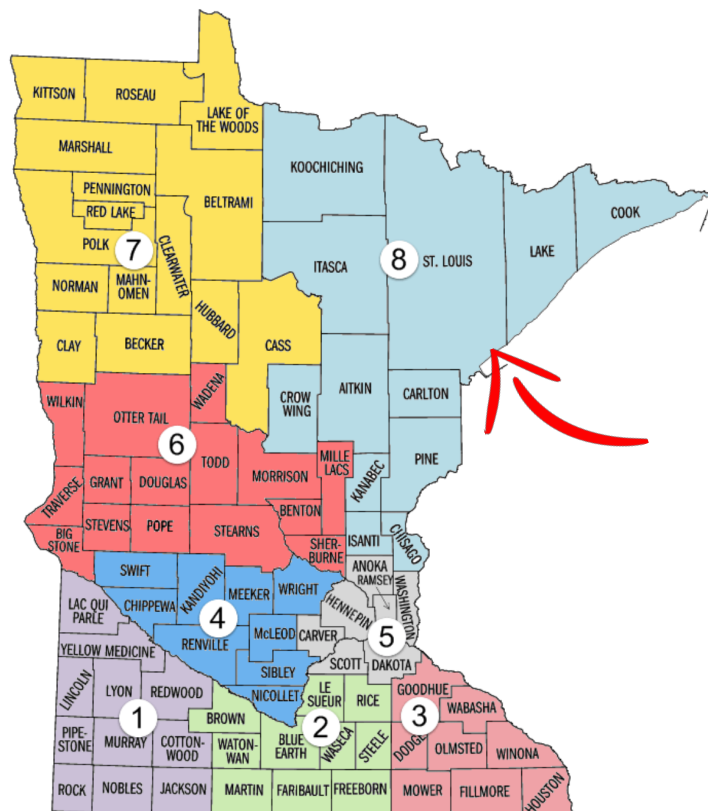 KITTSON
ROSEAU
LAKE OF
THE WOODS
MARSHALL
KOOCHICHING
PENNINGTON
BELTRAMI
RED LAKE
COOK
POLK
7
CLEARWATER
ITASCA
8
ST. LOUIS
LAKE
NORMAN
MAHN-
OMEN
HUBBARD
CLAY
BECKER
CASS
WADENA
AITKIN
CROW
WING
CARLTON
WILKIN
OTTER TAIL
6
TODD
MORRISON
MILLE
LACS
KANABEC
PINE
TRAVERSE
GRANT
DOUGLAS
BENTON
STEVENS
POPE
STEARNS
BIG
STONE
SHER-
BURNE
ISANTI
CHISAGO
SWIFT
KANDIYOHI
MEEKER
WRIGHT
ANOKA
RAMSEY
WASHINGTON
HENNEPIN
LAC QUI
PARLE
CHIPPEWA
4
McLEOD
CARVER
5
RENVILLE
YELLOW MEDICINE
SIBLEY
SCOTT
DAKOTA
LINCOLN
LYON
REDWOOD
NICOLLET
LE
SUEUR
RICE
GOODHUE
WABASHA
BROWN
1
2
3
PIPE-
STONE
MURRAY
COTTON-
WOOD
WATON-
WAN
BLUE
EARTH
WASECA
STEELE
DODGE
OLMSTED
WINONA
ROCK
NOBLES
JACKSON
MARTIN
FARIBAULT
FREEBORN
MOWER
FILLMORE
HOUSTON